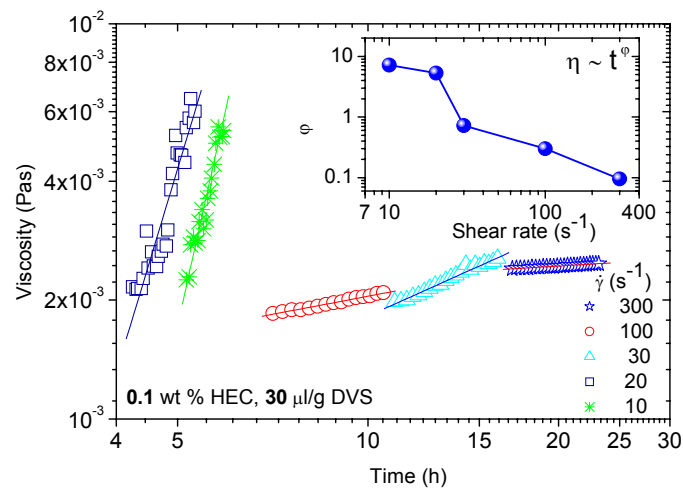 10⁻²
8x10⁻³
6x10⁻³
4x10⁻³
2x10⁻³
10⁻³
Viscosity (Pas)
4 5 10 15 20 25 30
Time (h)
0.1 wt % HEC, 30 μl/g DVS
γ̇ (s⁻¹)
300
100
30
20
10
η ~ t^φ
10
1
0.1
φ
7 10 100 400
Shear rate (s⁻¹)